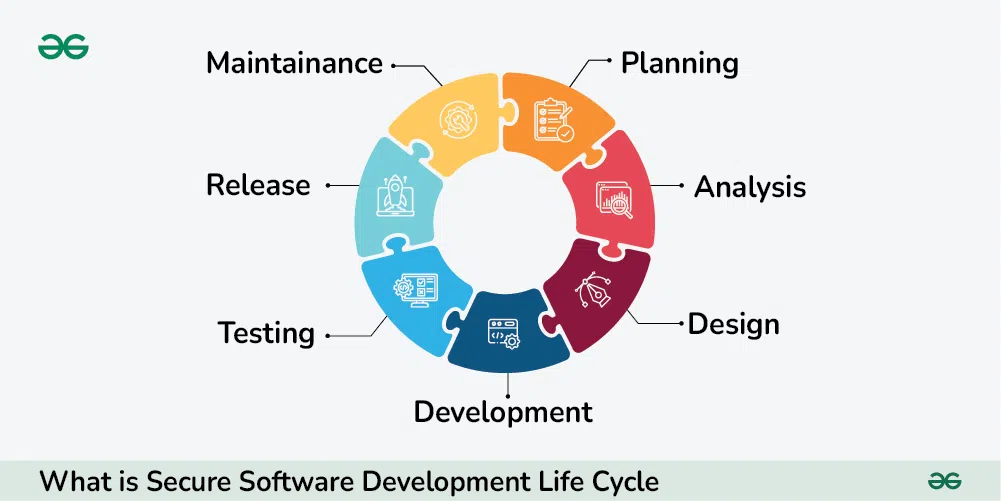 Maintainance
Planning
Release
Analysis
Testing
Design
Development
What is Secure Software Development Life Cycle